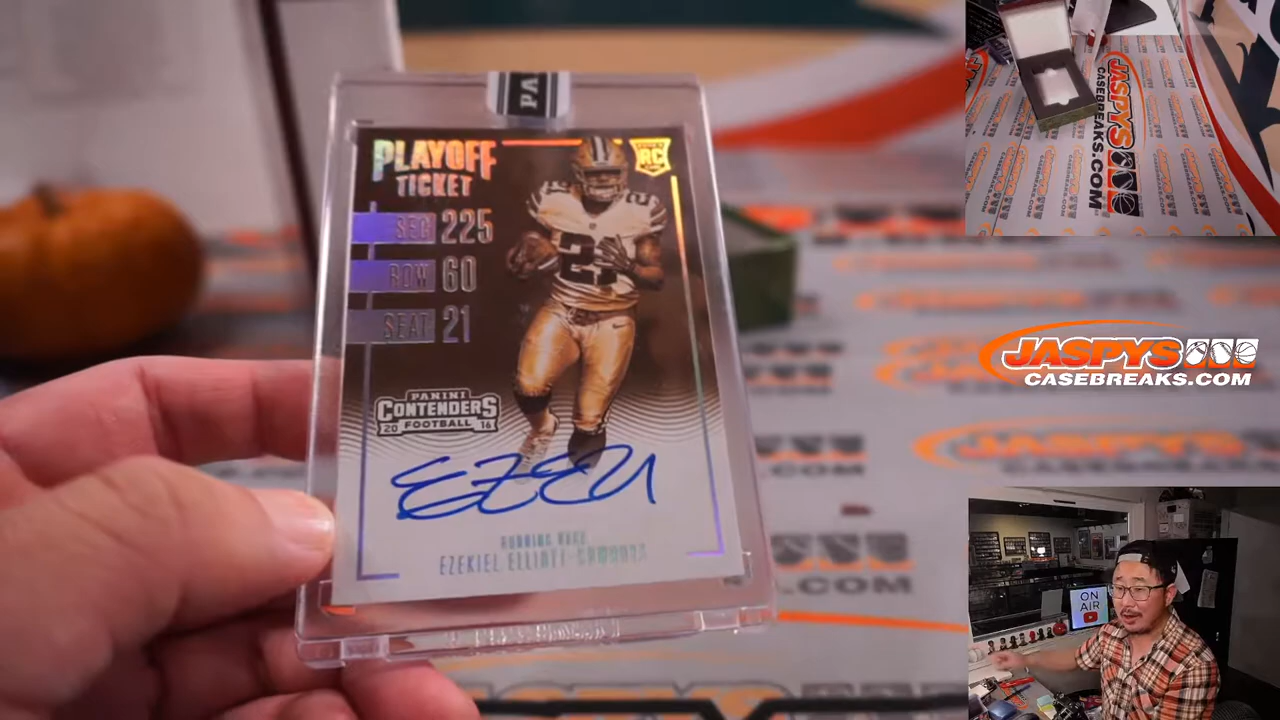 PA
PLAYOFF
TICKET
RC
SEC 225
ROW 60
SEAT 21
21
PANINI
CONTENDERS
20 FOOTBALL 16
RUNNING BACK
EZEKIEL ELLIOTT-COWBOYS
JASPYS
CASEBREAKS.COM
JASPYS
CASEBREAKS.COM
ON
AIR